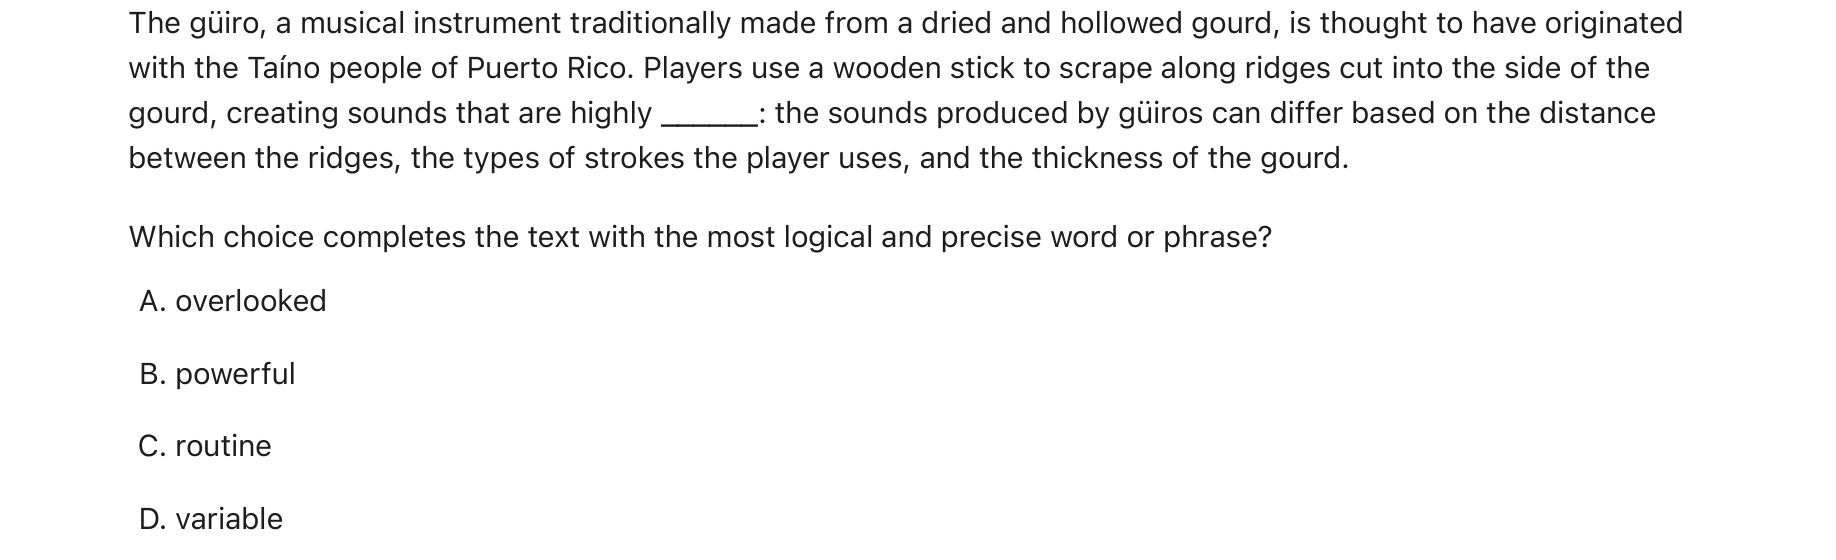 The güiro, a musical instrument traditionally made from a dried and hollowed gourd, is thought to have originated
with the Taíno people of Puerto Rico. Players use a wooden stick to scrape along ridges cut into the side of the
gourd, creating sounds that are highly ______: the sounds produced by güiros can differ based on the distance
between the ridges, the types of strokes the player uses, and the thickness of the gourd.
Which choice completes the text with the most logical and precise word or phrase?
A. overlooked
B. powerful
C. routine
D. variable